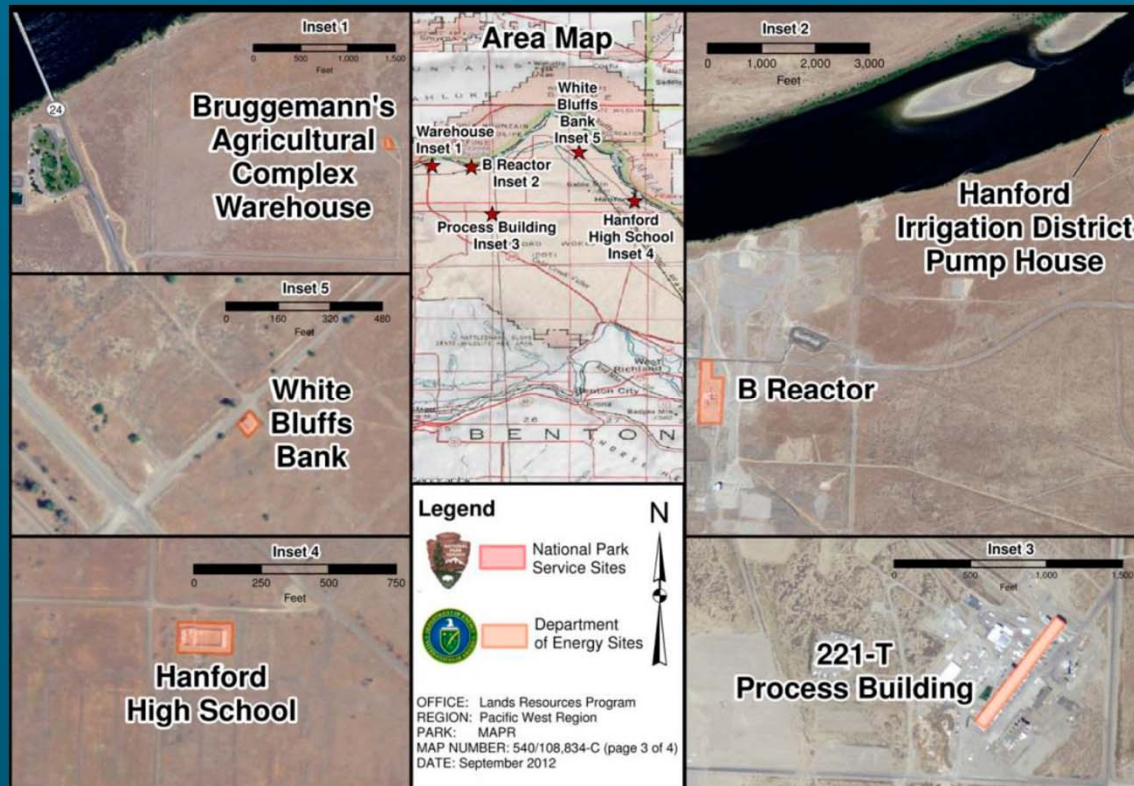 Inset 1
0 500 1,000 1,500
Feet
24
Bruggemann's
Agricultural
Complex
Warehouse
Inset 5
0 160 320 480
Feet
White
Bluffs
Bank
Inset 4
0 250 500 750
Feet
Hanford
High School
Area Map
White
Bluffs
Bank
Inset 5
Warehouse
Inset 1
B Reactor
Inset 2
Process Building
Inset 3
Hanford
High School
Inset 4
West
Richland
Benton City
26
27
BENTON
Legend
N
National Park
Service Sites
Department
of Energy Sites
OFFICE: Lands Resources Program
REGION: Pacific West Region
PARK: MAPR
MAP NUMBER: 540/108,834-C (page 3 of 4)
DATE: September 2012
Inset 2
0 1,000 2,000 3,000
Feet
Hanford
Irrigation District
Pump House
B Reactor
Inset 3
0 500 1,000 1,500
Feet
221-T
Process Building